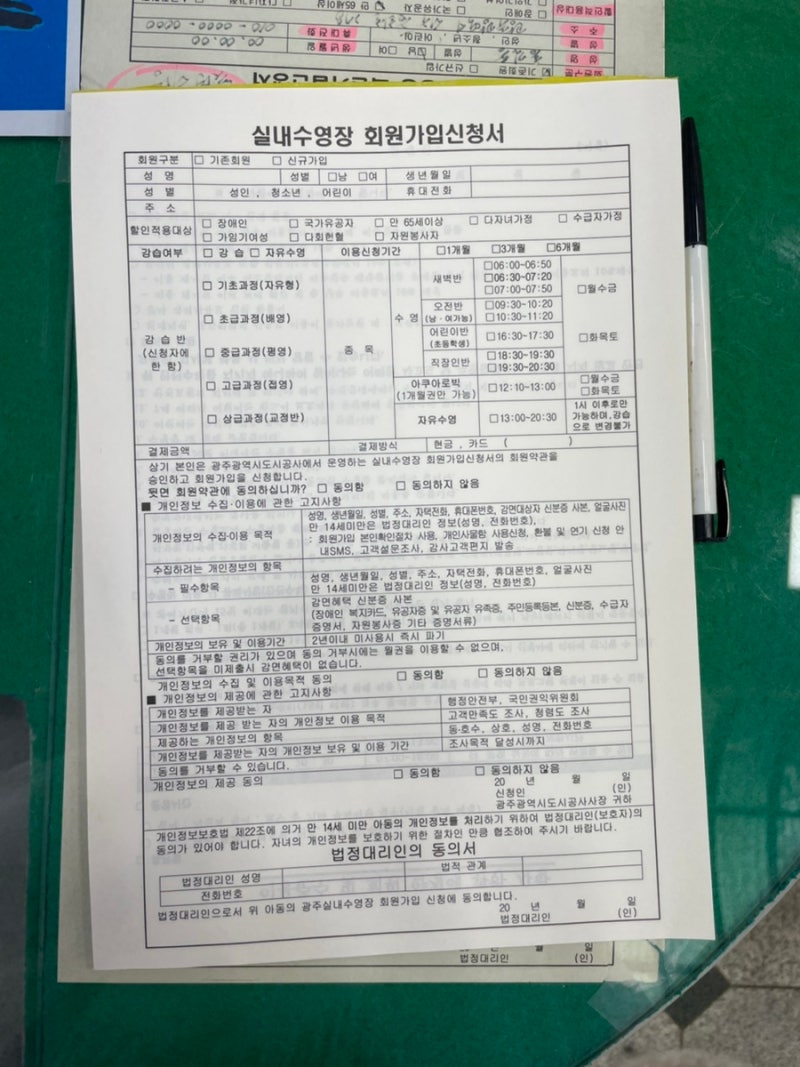 실내수영장 회원가입신청서
회원구분 □ 기존회원 □ 신규가입
성 명 성별 □남 □여 생년월일
성 별 성인 , 청소년 , 어린이 휴대전화
주 소
할인적용대상 □ 장애인 □ 국가유공자 □ 만 65세이상 □ 다자녀가정 □ 수급자가정
□ 가임기여성 □ 다회헌혈 □ 자원봉사자
강습여부 □ 강 습 □ 자유수영 이용신청기간 □1개월 □3개월 □6개월
강 습 반
(신청자에
한 함)
□ 기초과정(자유형)
□ 초급과정(배영)
□ 중급과정(평영)
□ 고급과정(접영)
□ 상급과정(교정반)
종 목
수 영
새벽반
□06:00~06:50
□06:30~07:20
□07:00~07:50
오전반
(남·여가능)
□09:30~10:20
□10:30~11:20
어린이반
(초등학생)
□16:30~17:30
직장인반
□18:30~19:30
□19:30~20:30
□월수금
□화목토
아쿠아로빅
(1개월권만 가능)
□12:10~13:00
□월수금
□화목토
자유수영
□13:00~20:30
1시 이후로만
가능하며,강습
으로 변경불가
결제금액 결제방식 현금 , 카드 ( )
상기 본인은 광주광역시도시공사에서 운영하는 실내수영장 회원가입신청서의 회원약관을
승인하고 회원가입을 신청합니다.
뒷면 회원약관에 동의하십니까? □ 동의함 □ 동의하지 않음
■ 개인정보 수집·이용에 관한 고지사항
개인정보의 수집·이용 목적
성명, 생년월일, 성별, 주소, 자택전화, 휴대폰번호, 감면대상자 신분증 사본, 얼굴사진
만 14세미만은 법정대리인 정보(성명, 전화번호),
: 회원가입 본인확인절차 사용, 개인사물함 사용신청, 환불 및 연기 신청 안
내SMS, 고객설문조사, 감사고객편지 발송
수집하려는 개인정보의 항목
- 필수항목
성명, 생년월일, 성별, 주소, 자택전화, 휴대폰번호, 얼굴사진
만 14세미만은 법정대리인 정보(성명, 전화번호)
- 선택항목
감면혜택 신분증 사본
(장애인 복지카드, 유공자증 및 유공자 유족증, 주민등록등본, 신분증, 수급자
증명서, 자원봉사증 기타 증명서류)
개인정보의 보유 및 이용기간 2년이내 미사용시 즉시 파기
동의를 거부할 권리가 있으며 동의 거부시에는 월권을 이용할 수 없으며,
선택항목을 미제출시 감면혜택이 없습니다.
개인정보의 수집 및 이용목적 동의 □ 동의함 □ 동의하지 않음
■ 개인정보의 제공에 관한 고지사항
개인정보를 제공받는 자 행정안전부, 국민권익위원회
개인정보를 제공 받는 자의 개인정보 이용 목적 고객만족도 조사, 청렴도 조사
제공하는 개인정보의 항목 동·호수, 상호, 성명, 전화번호
개인정보를 제공받는 자의 개인정보 보유 및 이용 기간 조사목적 달성시까지
동의를 거부할 수 있습니다.
개인정보의 제공 동의 □ 동의함 □ 동의하지 않음
20 년 월 일
신청인 (인)
광주광역시도시공사사장 귀하
개인정보보호법 제22조에 의거 만 14세 미만 아동의 개인정보를 처리하기 위하여 법정대리인(보호자)의
동의가 있어야 합니다. 자녀의 개인정보를 보호하기 위한 절차인 만큼 협조하여 주시기 바랍니다.
법정대리인의 동의서
법정대리인 성명 법적 관계
전화번호
법정대리인으로서 위 아동의 광주실내수영장 회원가입 신청에 동의합니다.
20 년 월 일
법정대리인 (인)
월 일
법정대리인 (인)